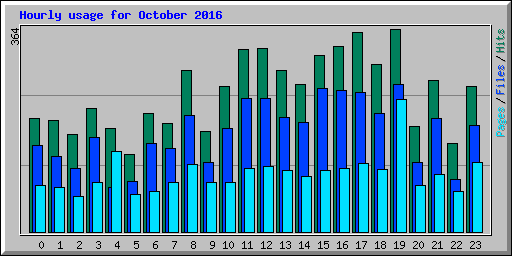 Hourly usage for October 2016
364
Pages/Files/Hits
0 1 2 3 4 5 6 7 8 9 10 11 12 13 14 15 16 17 18 19 20 21 22 23